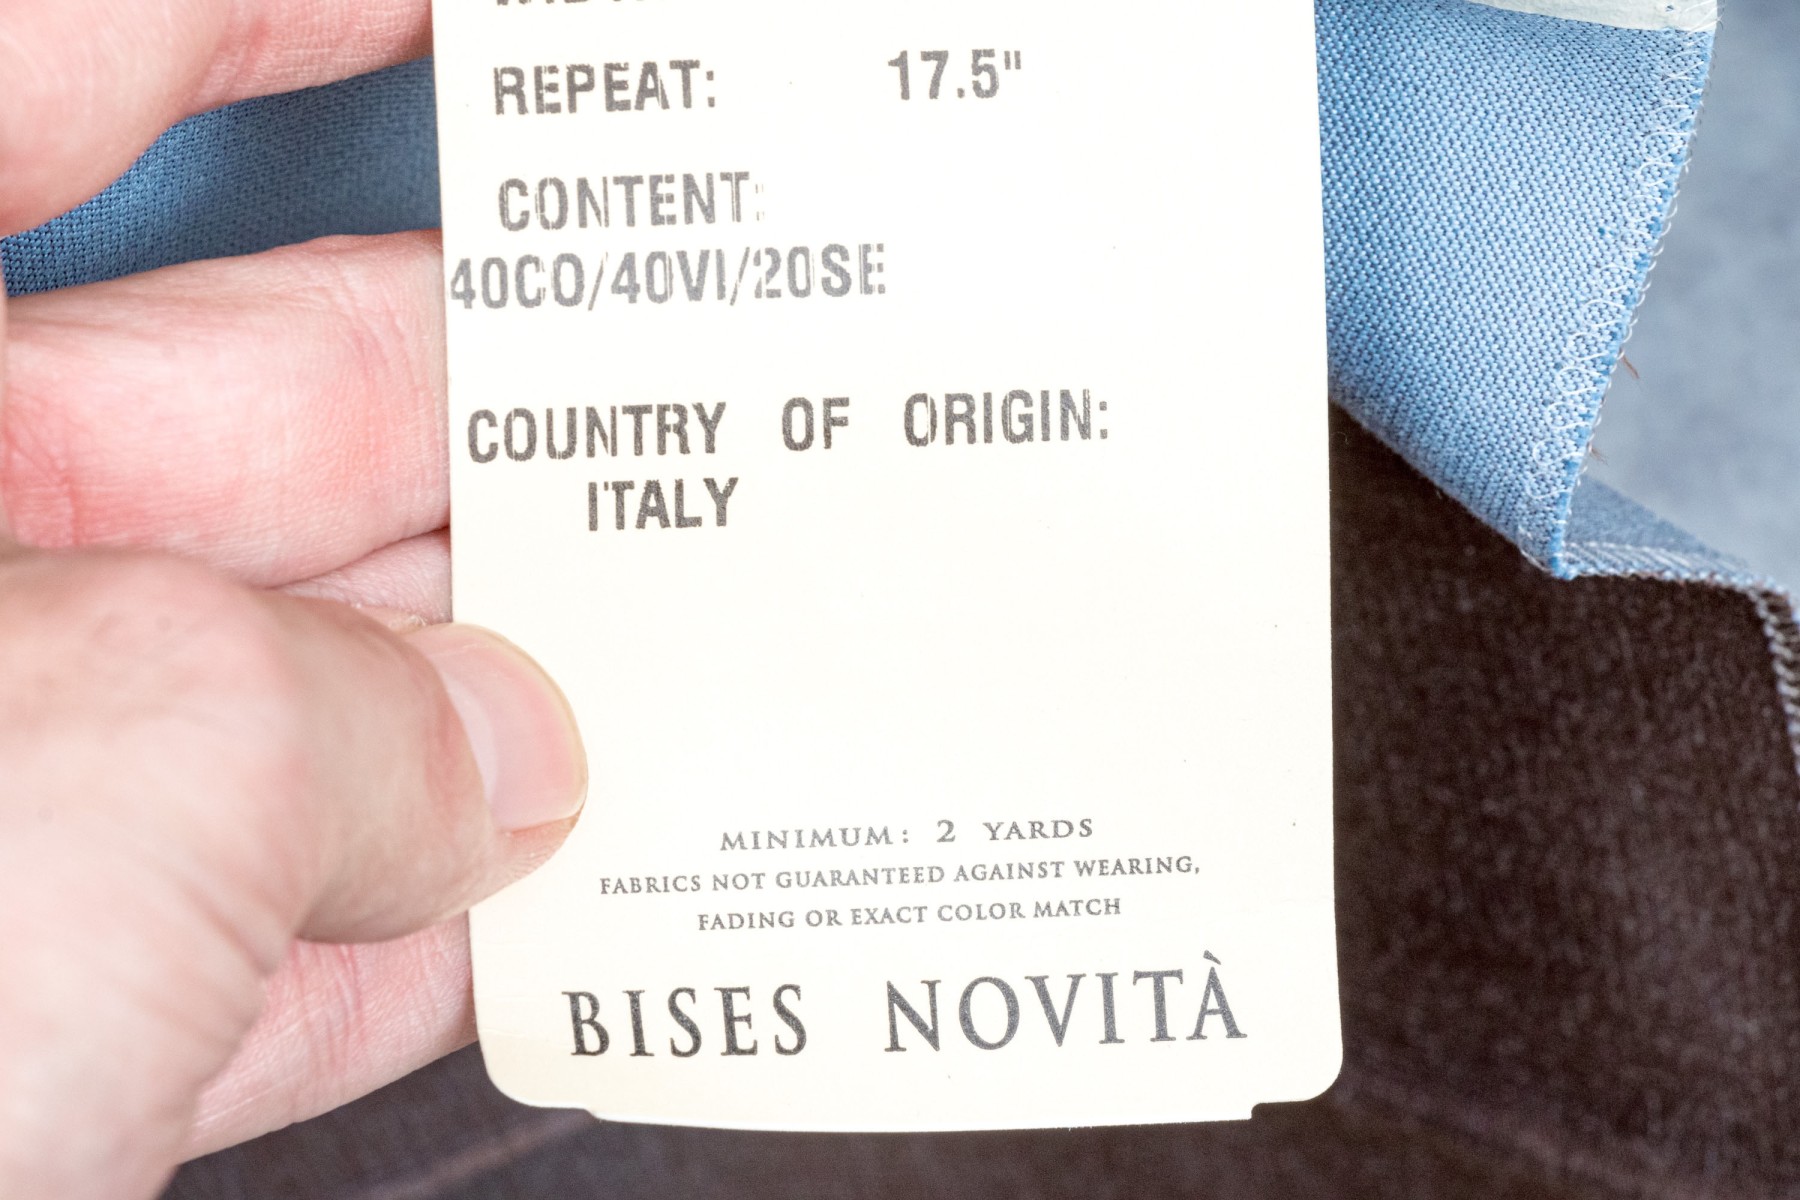 REPEAT: 17.5"
CONTENT:
40CO/40VI/20SE
COUNTRY OF ORIGIN:
ITALY
MINIMUM: 2 YARDS
FABRICS NOT GUARANTEED AGAINST WEARING,
FADING OR EXACT COLOR MATCH
BISES NOVITÀ